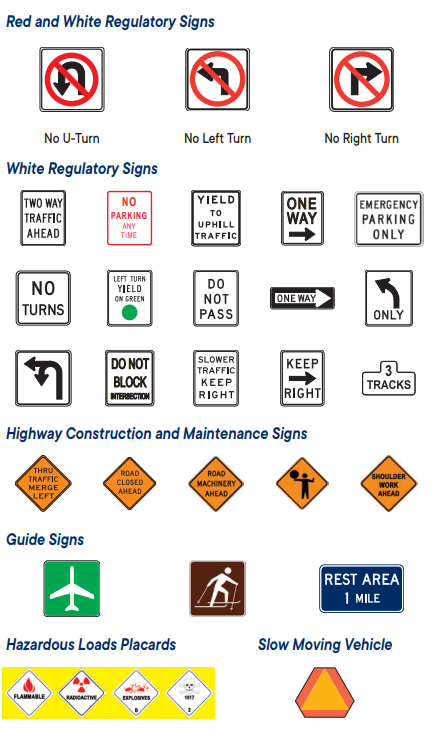 Red and White Regulatory Signs
No U-Turn
No Left Turn
No Right Turn
White Regulatory Signs
TWO WAY
TRAFFIC
AHEAD
NO
PARKING
ANY
TIME
YIELD
TO
UPHILL
TRAFFIC
ONE
WAY
EMERGENCY
PARKING
ONLY
NO
TURNS
LEFT TURN
YIELD
ON GREEN
DO
NOT
PASS
ONE WAY
ONLY
DO NOT
BLOCK
INTERSECTION
SLOWER
TRAFFIC
KEEP
RIGHT
KEEP
RIGHT
3
TRACKS
Highway Construction and Maintenance Signs
THRU
TRAFFIC
MERGE
LEFT
ROAD
CLOSED
AHEAD
ROAD
MACHINERY
AHEAD
SHOULDER
WORK
AHEAD
Guide Signs
REST AREA
1 MILE
Hazardous Loads Placards
Slow Moving Vehicle
FLAMMABLE
RADIOACTIVE
EXPLOSIVES
B
1017
2